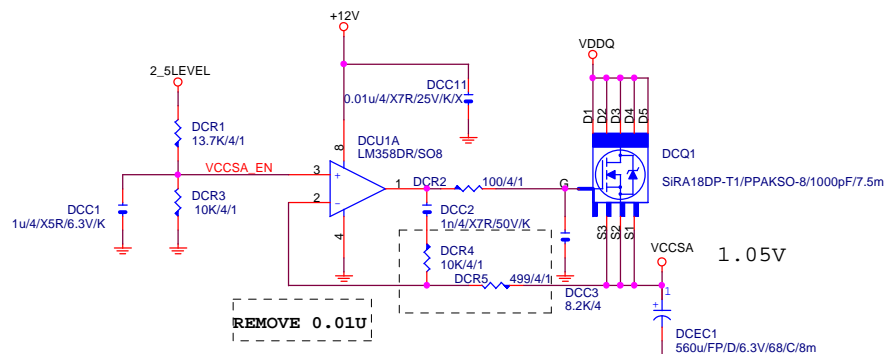 +12V
VDDQ
2_5LEVEL
DCC11
0.01u/4/X7R/25V/K/X
D1
D2
D3
D4
D5
DCR1
13.7K/4/1
DCU1A
LM358DR/SO8
DCQ1
VCCSA_EN
8
3
+
1
DCR2
100/4/1
G
SiRA18DP-T1/PPAKSO-8/1000pF/7.5m
DCR3
10K/4/1
2
-
4
DCC1
1u/4/X5R/6.3V/K
DCC2
1n/4/X7R/50V/K
S3
S2
S1
VCCSA
1.05V
DCR4
10K/4/1
DCR5
499/4/1
DCC3
8.2K/4
1
+
REMOVE 0.01U
DCEC1
560u/FP/D/6.3V/68/C/8m